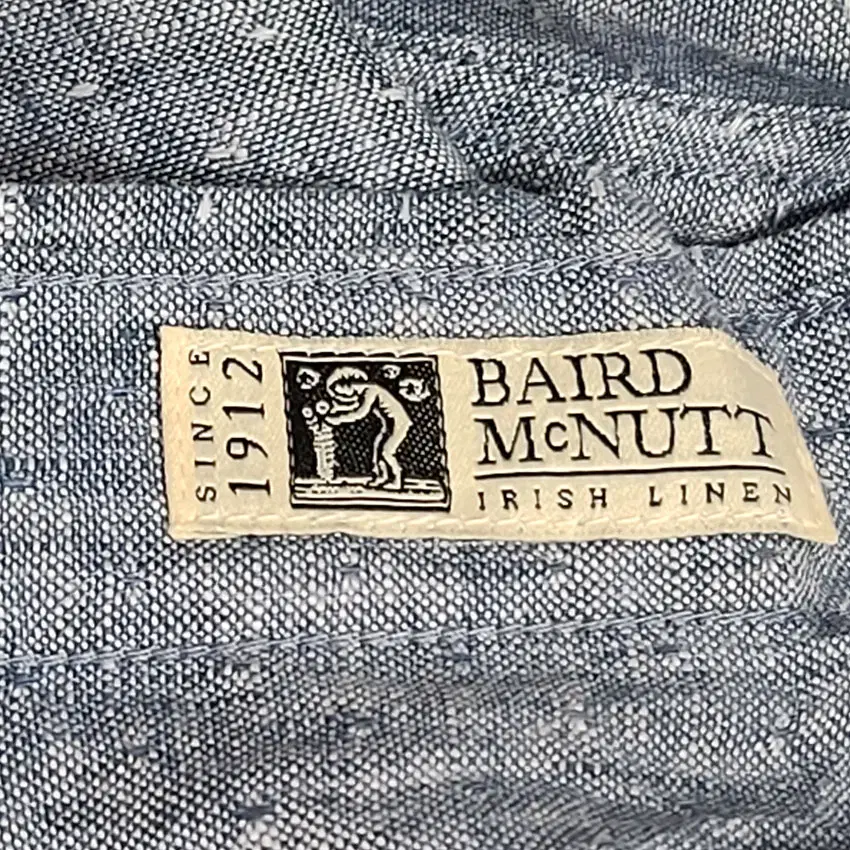 SINCE
1912
BAIRD
McNUTT
IRISH LINEN